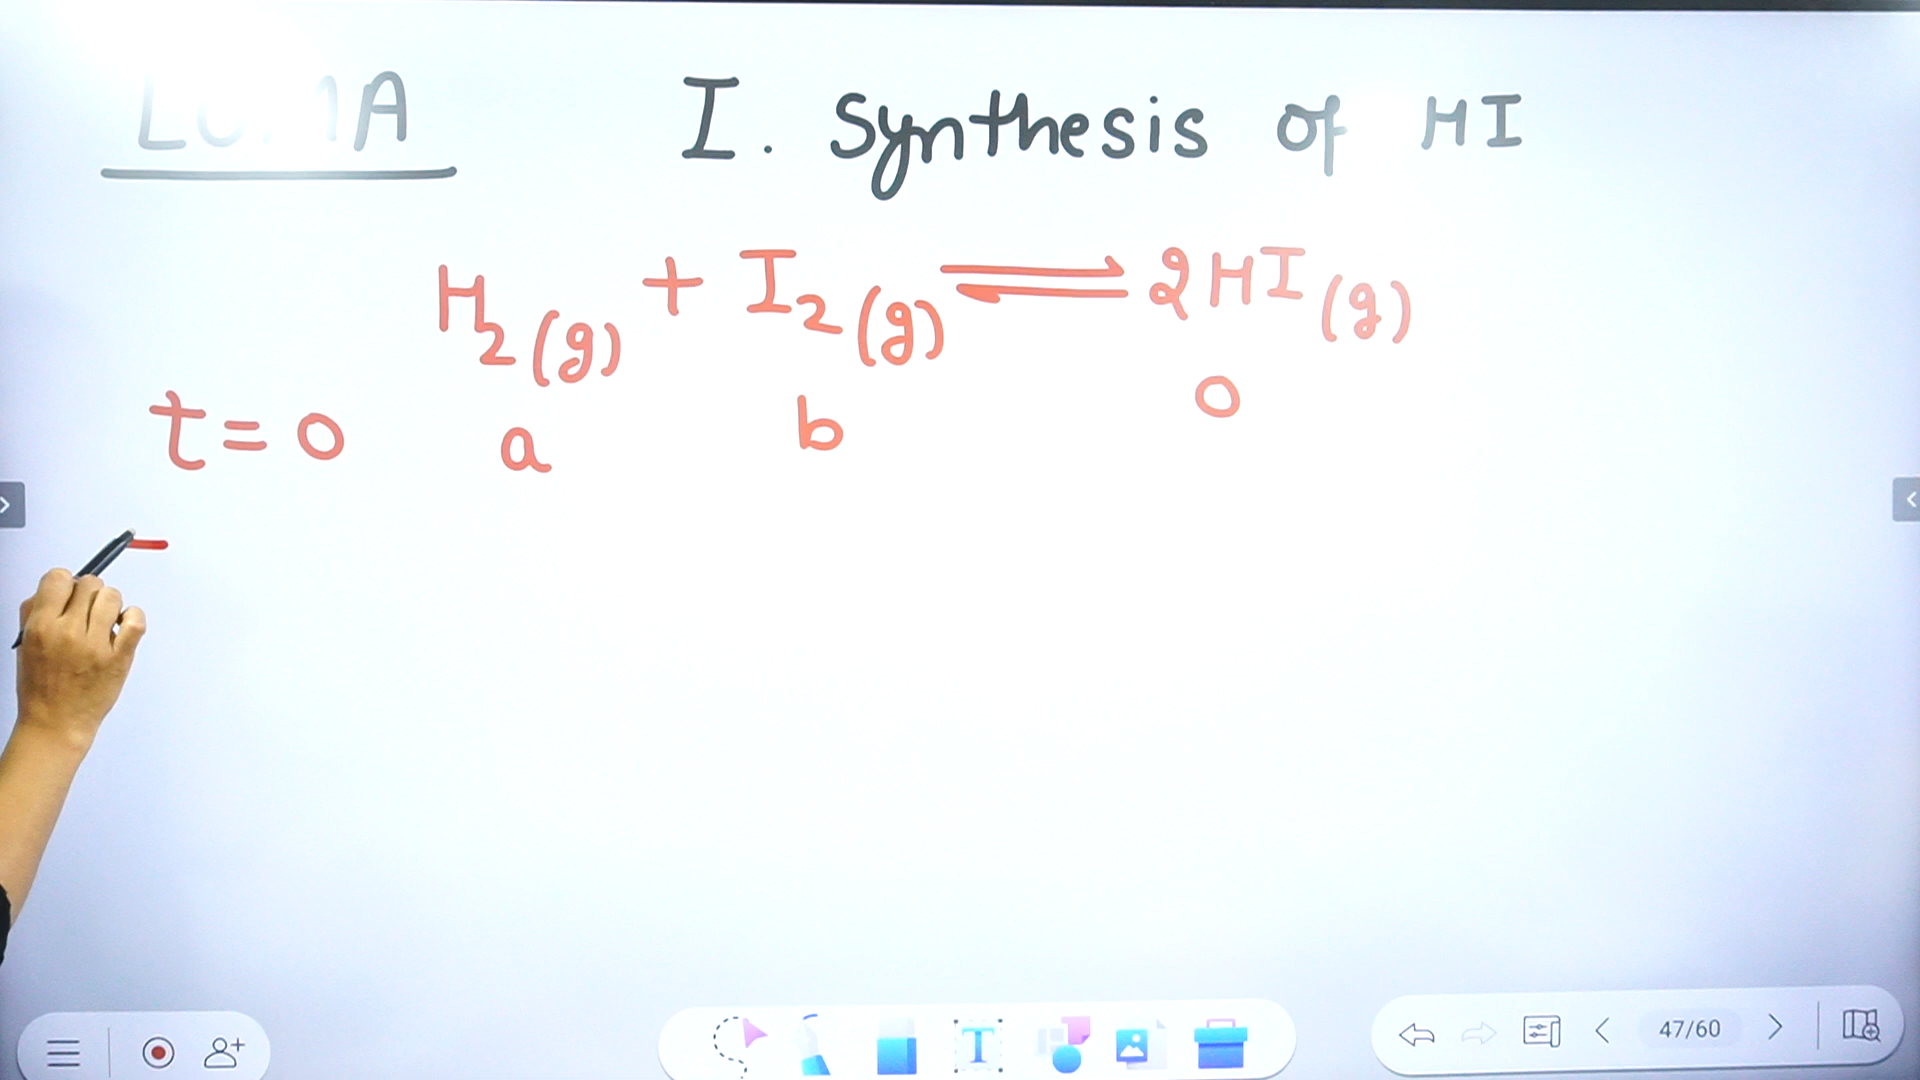 I. Synthesis of HI
H₂(g) + I₂(g) ⇌ 2HI(g)
t=0 a b 0
47/60